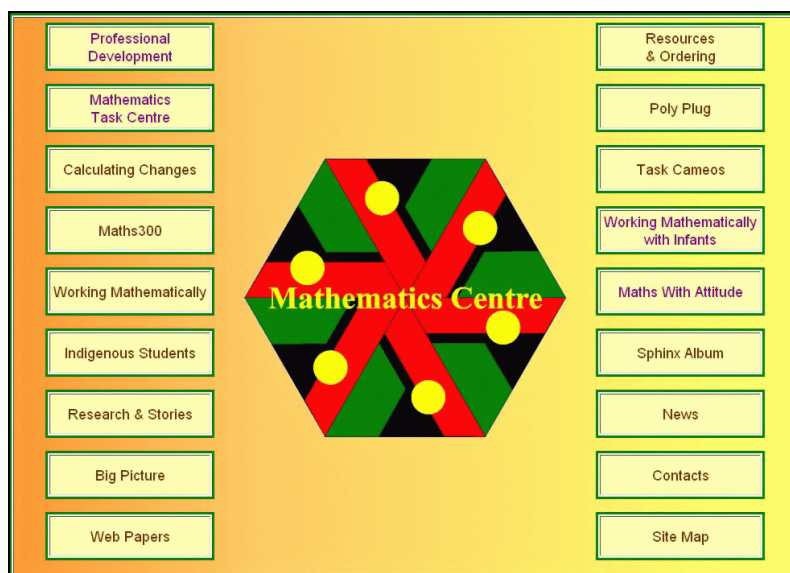 Professional
Development
Mathematics
Task Centre
Calculating Changes
Maths300
Working Mathematically
Indigenous Students
Research & Stories
Big Picture
Web Papers
Mathematics Centre
Resources
& Ordering
Poly Plug
Task Cameos
Working Mathematically
with Infants
Maths With Attitude
Sphinx Album
News
Contacts
Site Map